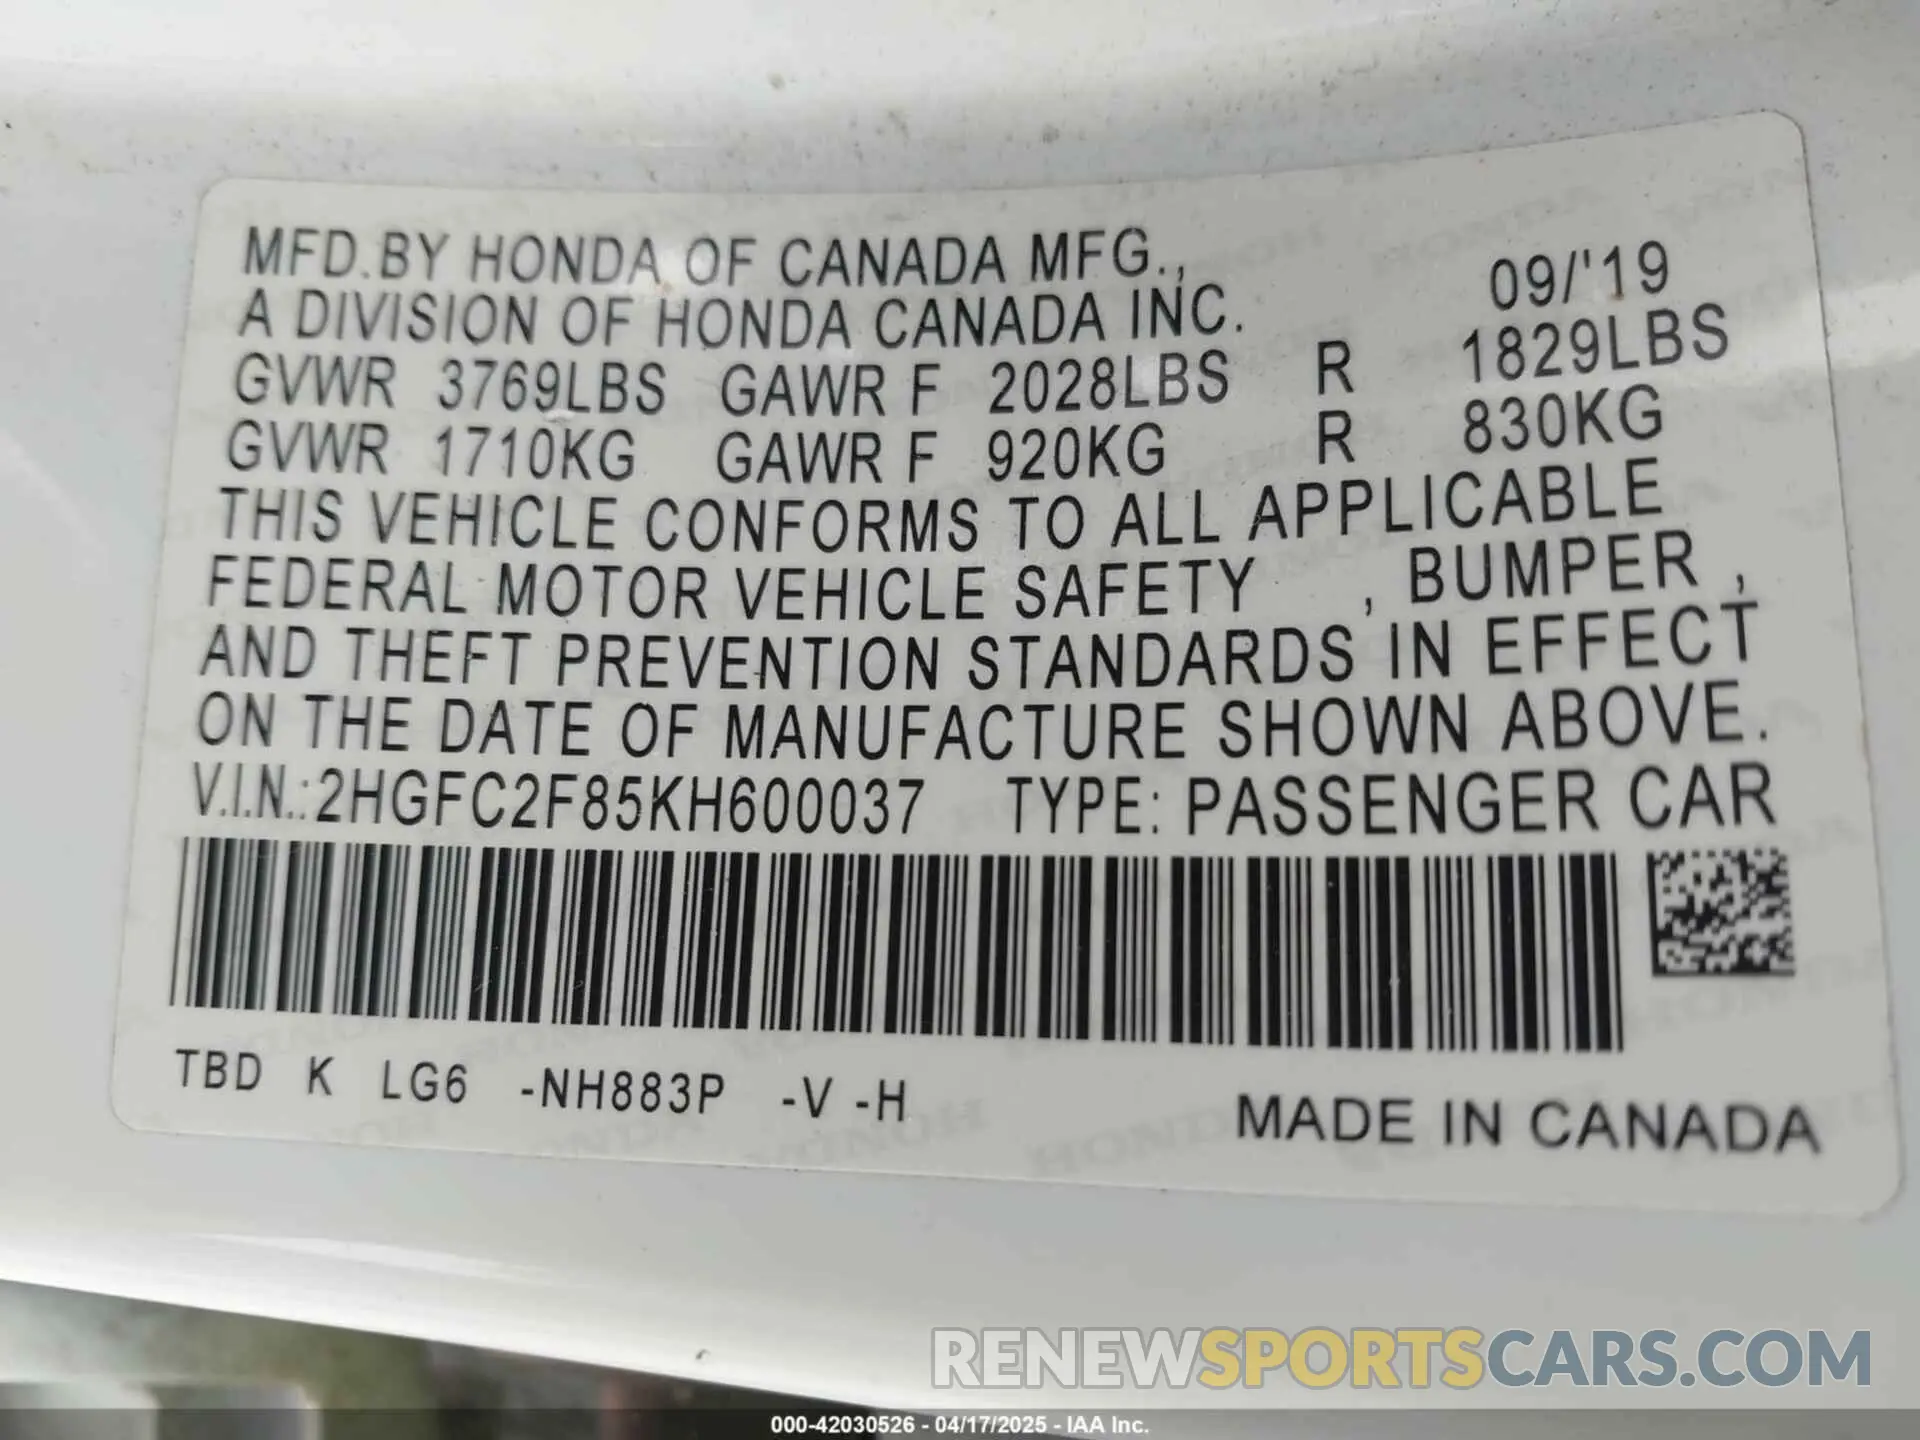 MFD.BY HONDA OF CANADA MFG., 09/'19
A DIVISION OF HONDA CANADA INC.
GVWR 3769LBS GAWR F 2028LBS R 1829LBS
GVWR 1710KG GAWR F 920KG R 830KG
THIS VEHICLE CONFORMS TO ALL APPLICABLE
FEDERAL MOTOR VEHICLE SAFETY , BUMPER ,
AND THEFT PREVENTION STANDARDS IN EFFECT
ON THE DATE OF MANUFACTURE SHOWN ABOVE.
V.I.N.:2HGFC2F85KH600037 TYPE: PASSENGER CAR
TBD K LG6 -NH883P -V -H
MADE IN CANADA
RENEWSPORTSCARS.COM
000-42030526 - 04/17/2025 - IAA Inc.